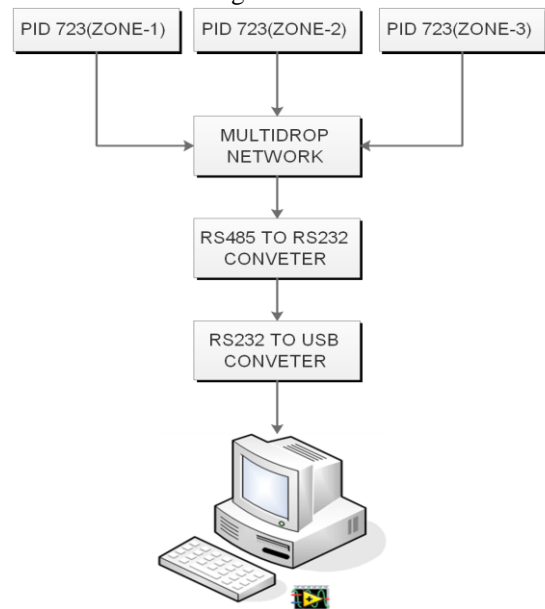 PID 723(ZONE-1)
PID 723(ZONE-2)
PID 723(ZONE-3)
MULTIDROP
NETWORK
RS485 TO RS232
CONVETER
RS232 TO USB
CONVETER